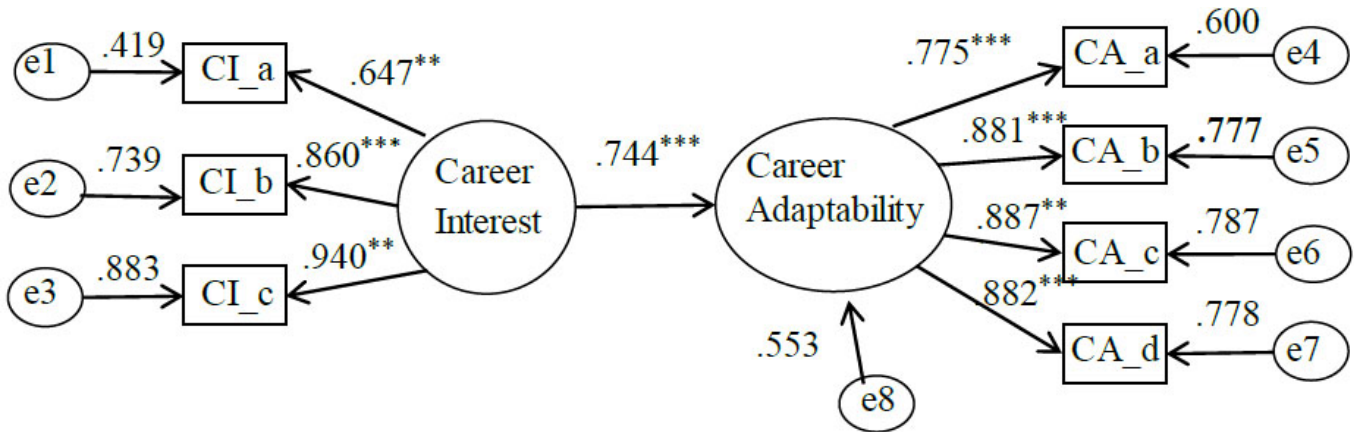 e1
.419
CI_a
.647**
e2
.739
CI_b
.860***
e3
.883
CI_c
.940**
Career
Interest
.744***
Career
Adaptability
.775***
CA_a
.600
e4
.881***
CA_b
.777
e5
.887**
CA_c
.787
e6
.882***
CA_d
.778
e7
.553
e8